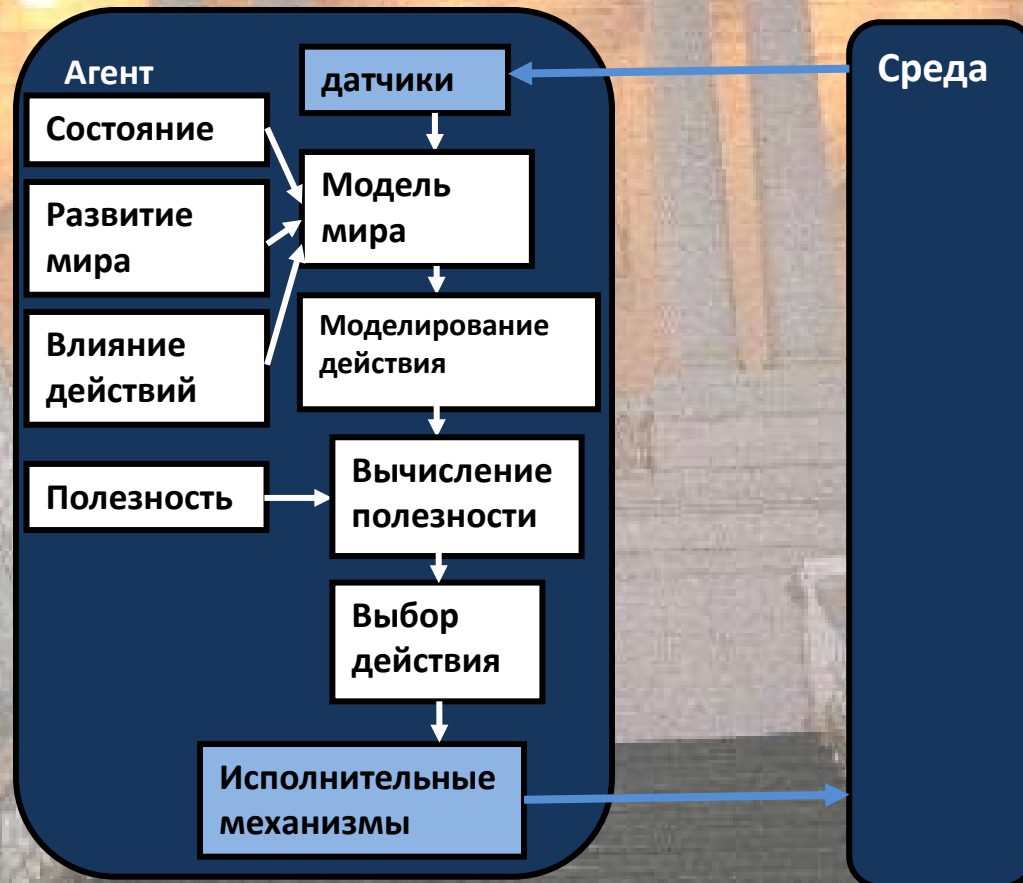 Агент
датчики
Среда
Состояние
Модель
мира
Развитие
мира
Моделирование
действия
Влияние
действий
Вычисление
полезности
Полезность
Выбор
действия
Исполнительные
механизмы